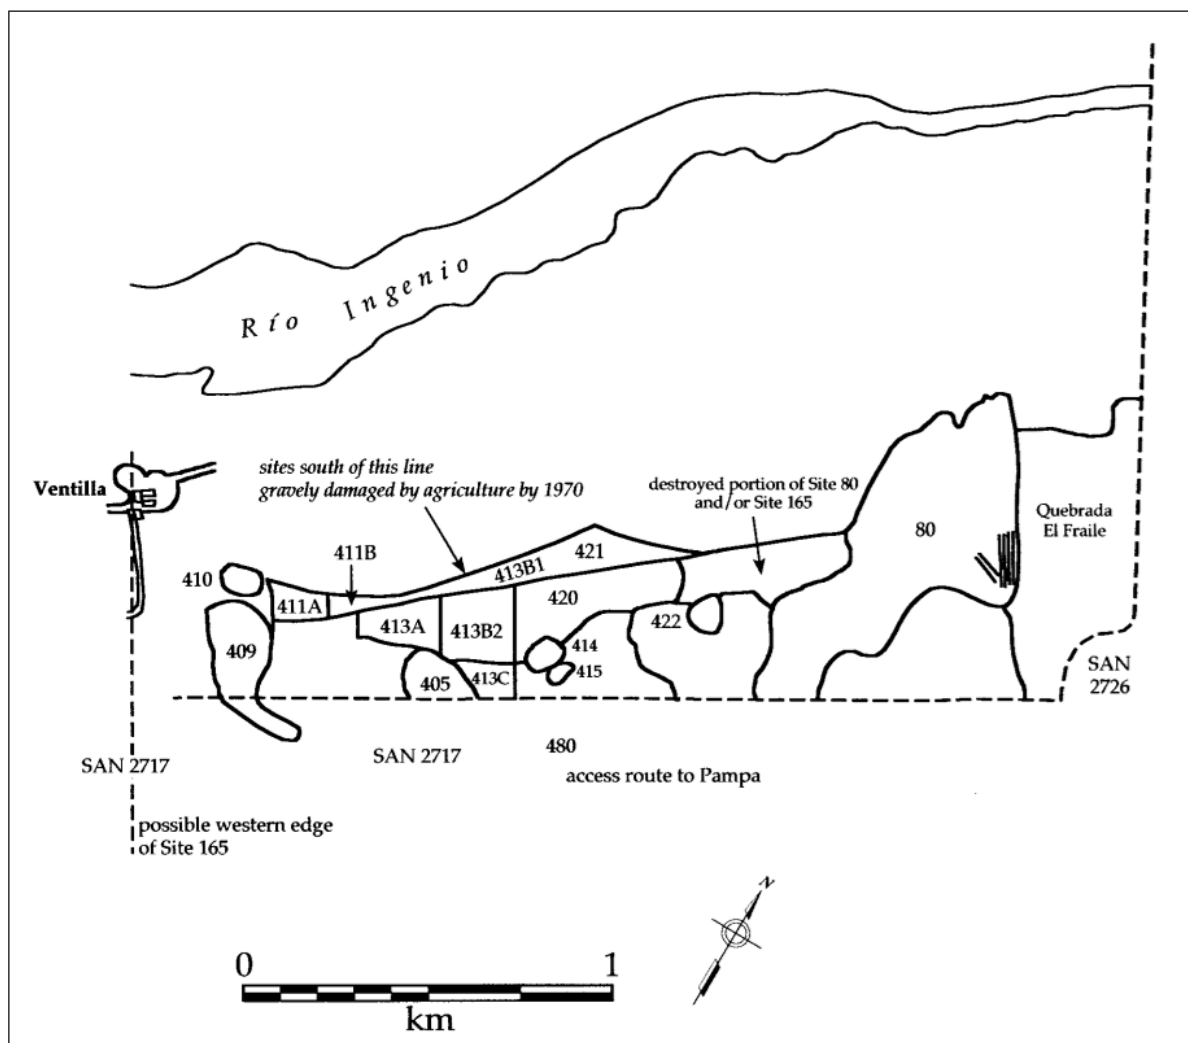 Río Ingenio
Ventilla
sites south of this line
gravely damaged by agriculture by 1970
destroyed portion of Site 80
and/or Site 165
80
Quebrada
El Fraile
411B
421
413B1
410
411A
420
413A
413B2
422
409
414
405
413C
415
SAN
2726
SAN 2717
SAN 2717
480
access route to Pampa
possible western edge
of Site 165
N
0 1
km